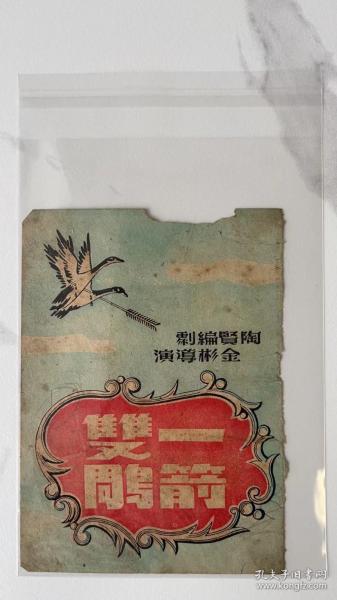 陶賢編劇
金彬導演
一箭
雙鵰
孔夫子旧书网